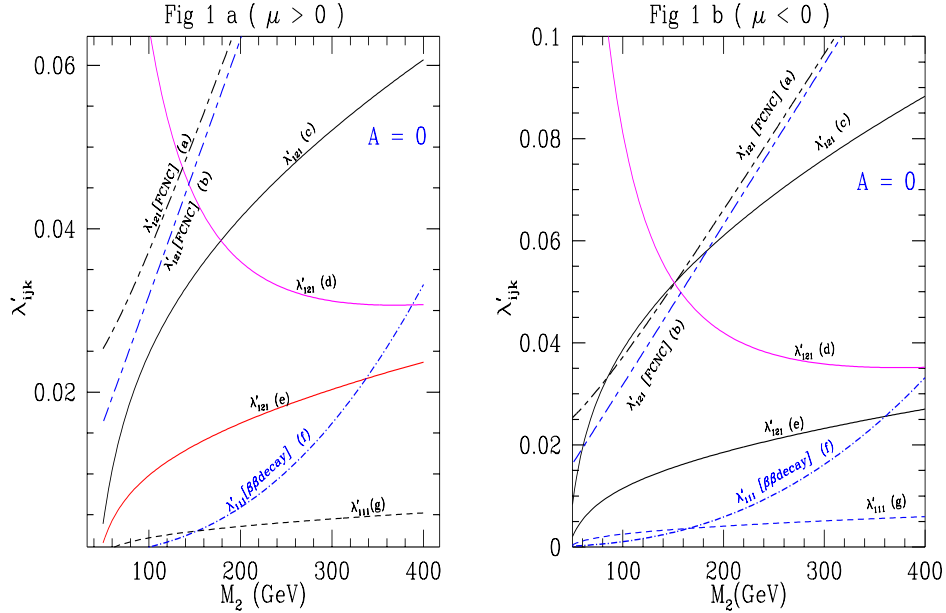 Fig 1 a ( μ > 0 )
0.06
0.04
0.02
λ′ijk
λ′121[FCNC] (a)
λ′121[FCNC] (b)
λ′121 (c)
A = 0
λ′121 (d)
λ′121 (e)
λ′111[ββdecay] (f)
λ′111(g)
100
200
300
400
M2 (GeV)
Fig 1 b ( μ < 0 )
0.1
0.08
0.06
0.04
0.02
0
λ′ijk
λ′121 [FCNC] (a)
λ′121 (c)
A = 0
λ′121 [FCNC] (b)
λ′121 (d)
λ′121 (e)
λ′111 [ββdecay] (f)
λ′111 (g)
100
200
300
400
M2 (GeV)